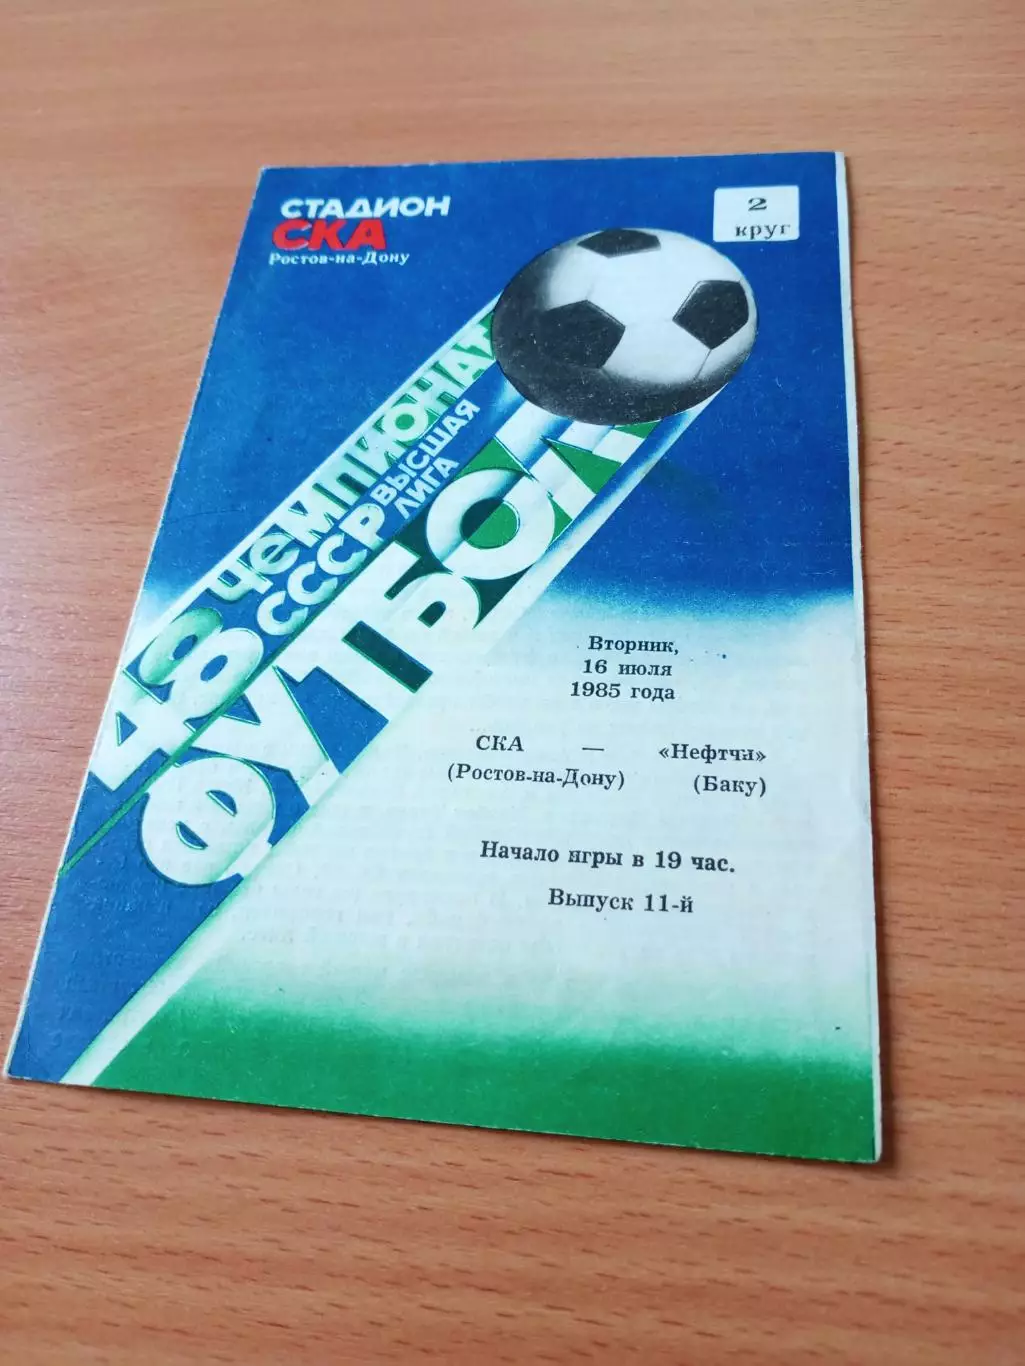 СТАДИОН
СКА
Ростов-на-Дону
2
круг
48 ЧЕМПИОНАТ
СССР ВЫСШАЯ
ЛИГА
ФУТБОЛ
Вторник,
16 июля
1985 года
СКА — «Нефтчи»
(Ростов-на-Дону) (Баку)
Начало игры в 19 час.
Выпуск 11-й